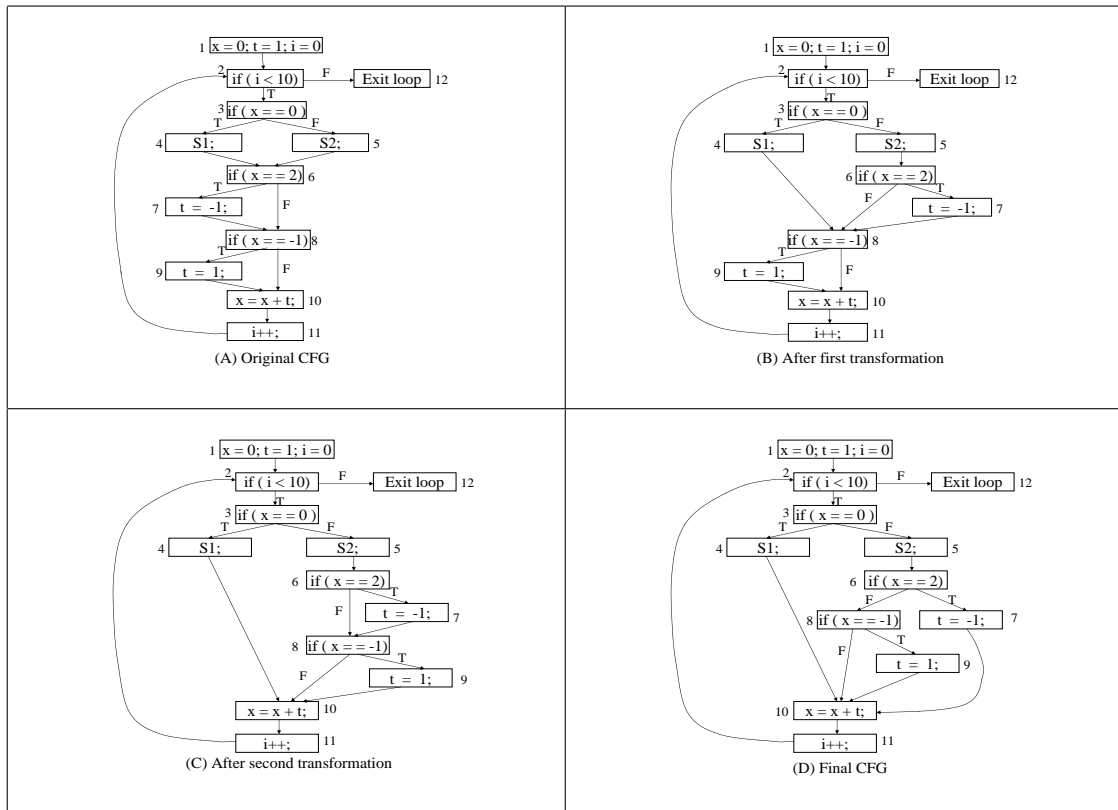 1 x = 0; t = 1; i = 0
2 if ( i < 10) F Exit loop 12
T
3 if ( x == 0 )
T F
4 S1; S2; 5
if ( x == 2) 6
T
7 t = -1; F
if ( x == -1) 8
T
9 t = 1; F
x = x + t; 10
i++; 11
(A) Original CFG
1 x = 0; t = 1; i = 0
2 if ( i < 10) F Exit loop 12
T
3 if ( x == 0 )
T F
4 S1; S2; 5
6 if ( x == 2)
F T
t = -1; 7
if ( x == -1) 8
T
9 t = 1; F
x = x + t; 10
i++; 11
(B) After first transformation
1 x = 0; t = 1; i = 0
2 if ( i < 10) F Exit loop 12
T
3 if ( x == 0 )
T F
4 S1; S2; 5
6 if ( x == 2)
F T
t = -1; 7
8 if ( x == -1)
F T
t = 1; 9
x = x + t; 10
i++; 11
(C) After second transformation
1 x = 0; t = 1; i = 0
2 if ( i < 10) F Exit loop 12
T
3 if ( x == 0 )
T F
4 S1; S2; 5
6 if ( x == 2)
F T
8 if ( x == -1) t = -1; 7
F T
t = 1; 9
10 x = x + t;
i++; 11
(D) Final CFG